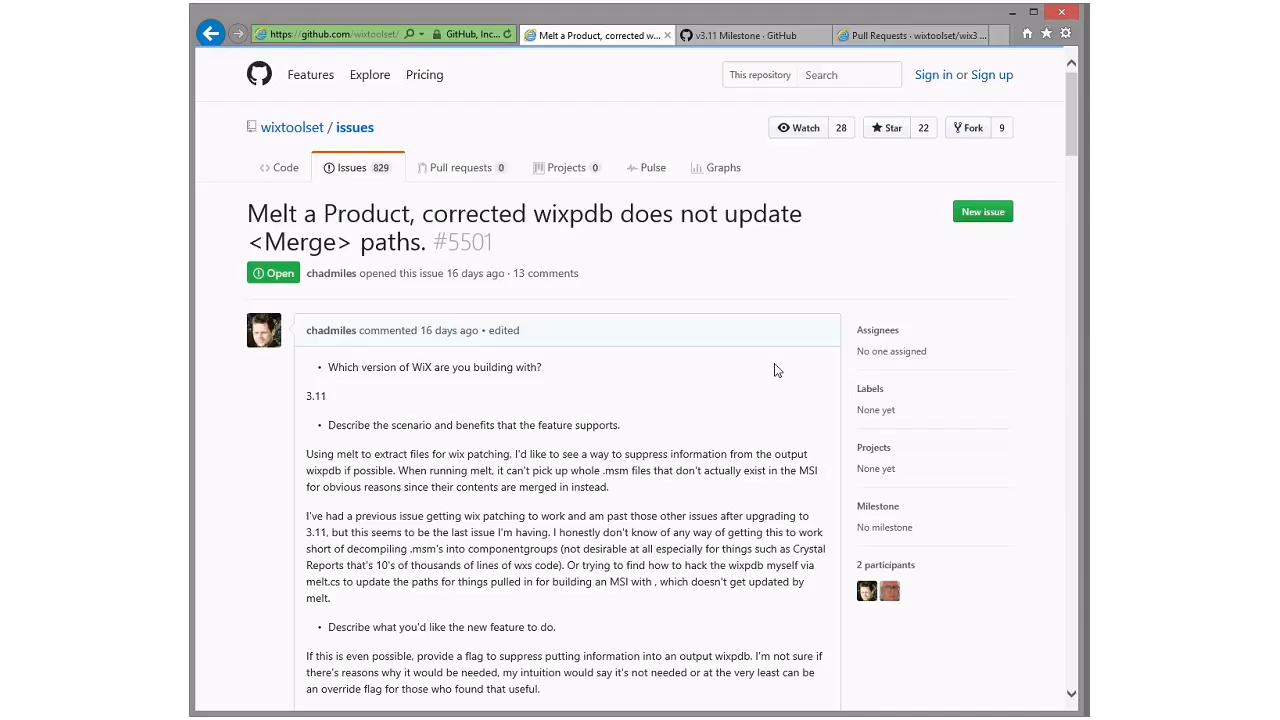 https://github.com/wixtoolset/
GitHub, Inc...
Melt a Product, corrected w...
v3.11 Milestone · GitHub
Pull Requests · wixtoolset/wix3 ...
Features
Explore
Pricing
This repository
Search
Sign in or Sign up
wixtoolset / issues
Watch 28
Star 22
Fork 9
Code
Issues 829
Pull requests 0
Projects 0
Pulse
Graphs
Melt a Product, corrected wixpdb does not update
<Merge> paths. #5501
New issue
Open
chadmiles opened this issue 16 days ago · 13 comments
chadmiles commented 16 days ago • edited
• Which version of WiX are you building with?
3.11
• Describe the scenario and benefits that the feature supports.
Using melt to extract files for wix patching, I'd like to see a way to suppress information from the output
wixpdb if possible. When running melt, it can't pick up whole .msm files that don't actually exist in the MSI
for obvious reasons since their contents are merged in instead.
I've had a previous issue getting wix patching to work and am past those other issues after upgrading to
3.11, but this seems to be the last issue I'm having. I honestly don't know of any way of getting this to work
short of decompiling .msm's into componentgroups (not desirable at all especially for things such as Crystal
Reports that's 10's of thousands of lines of wxs code). Or trying to find how to hack the wixpdb myself via
melt.cs to update the paths for things pulled in for building an MSI with , which doesn't get updated by
melt.
• Describe what you'd like the new feature to do.
If this is even possible, provide a flag to suppress putting information into an output wixpdb. I'm not sure if
there's reasons why it would be needed, my intuition would say it's not needed or at the very least can be
an override flag for those who found that useful.
Assignees
No one assigned
Labels
None yet
Projects
None yet
Milestone
No milestone
2 participants